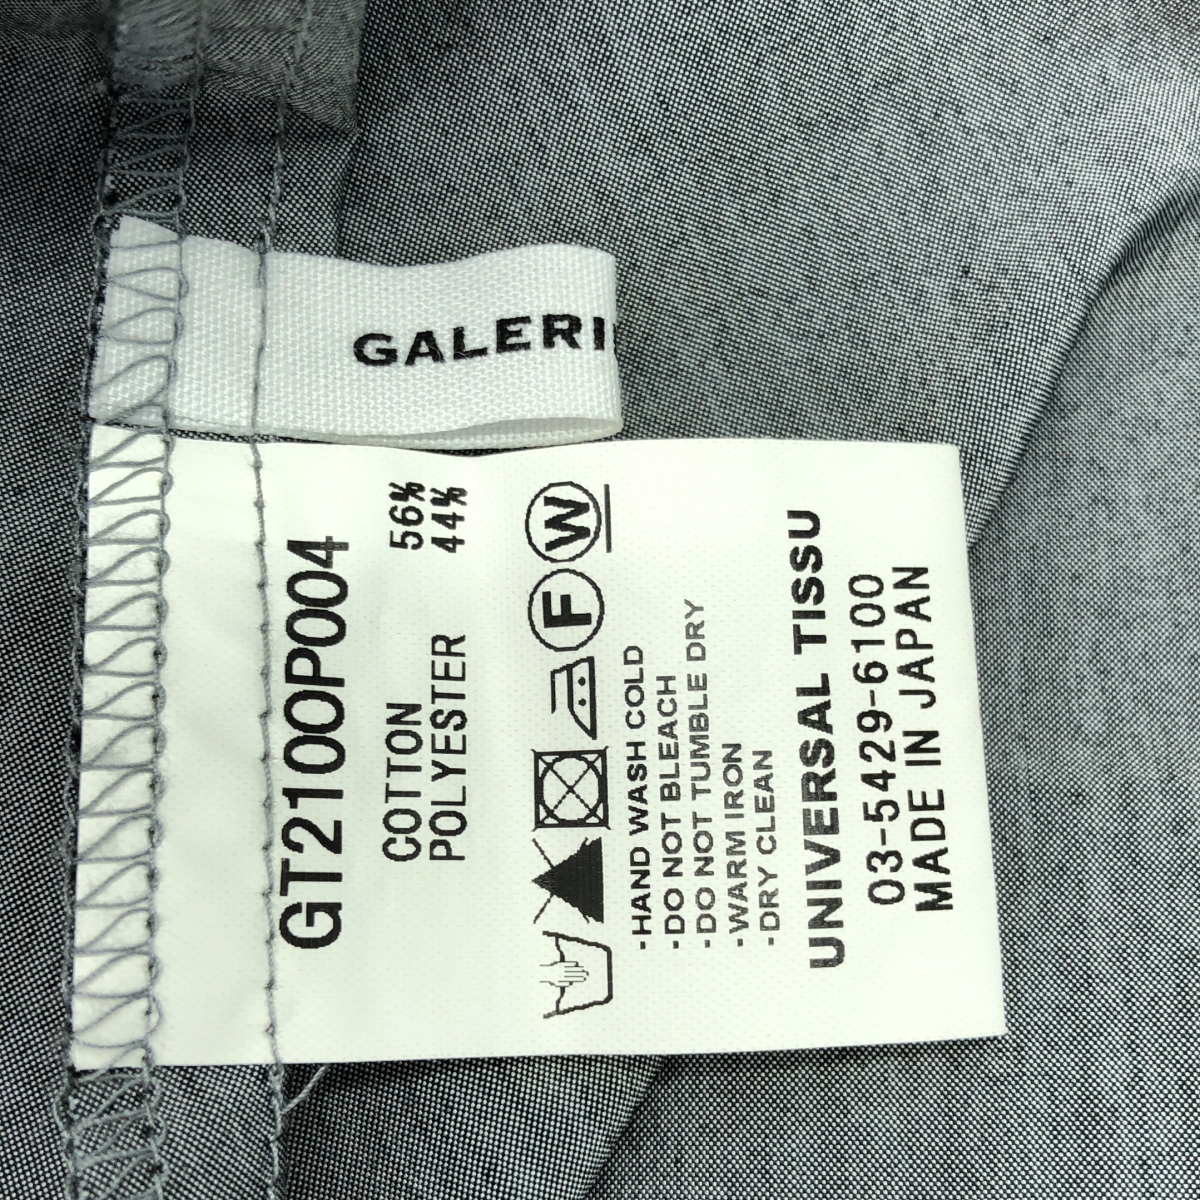 GALERI
GT2100P004
COTTON 56%
POLYESTER 44%
F W
-HAND WASH COLD
-DO NOT BLEACH
-DO NOT TUMBLE DRY
-WARM IRON
-DRY CLEAN
UNIVERSAL TISSU
03-5429-6100
MADE IN JAPAN